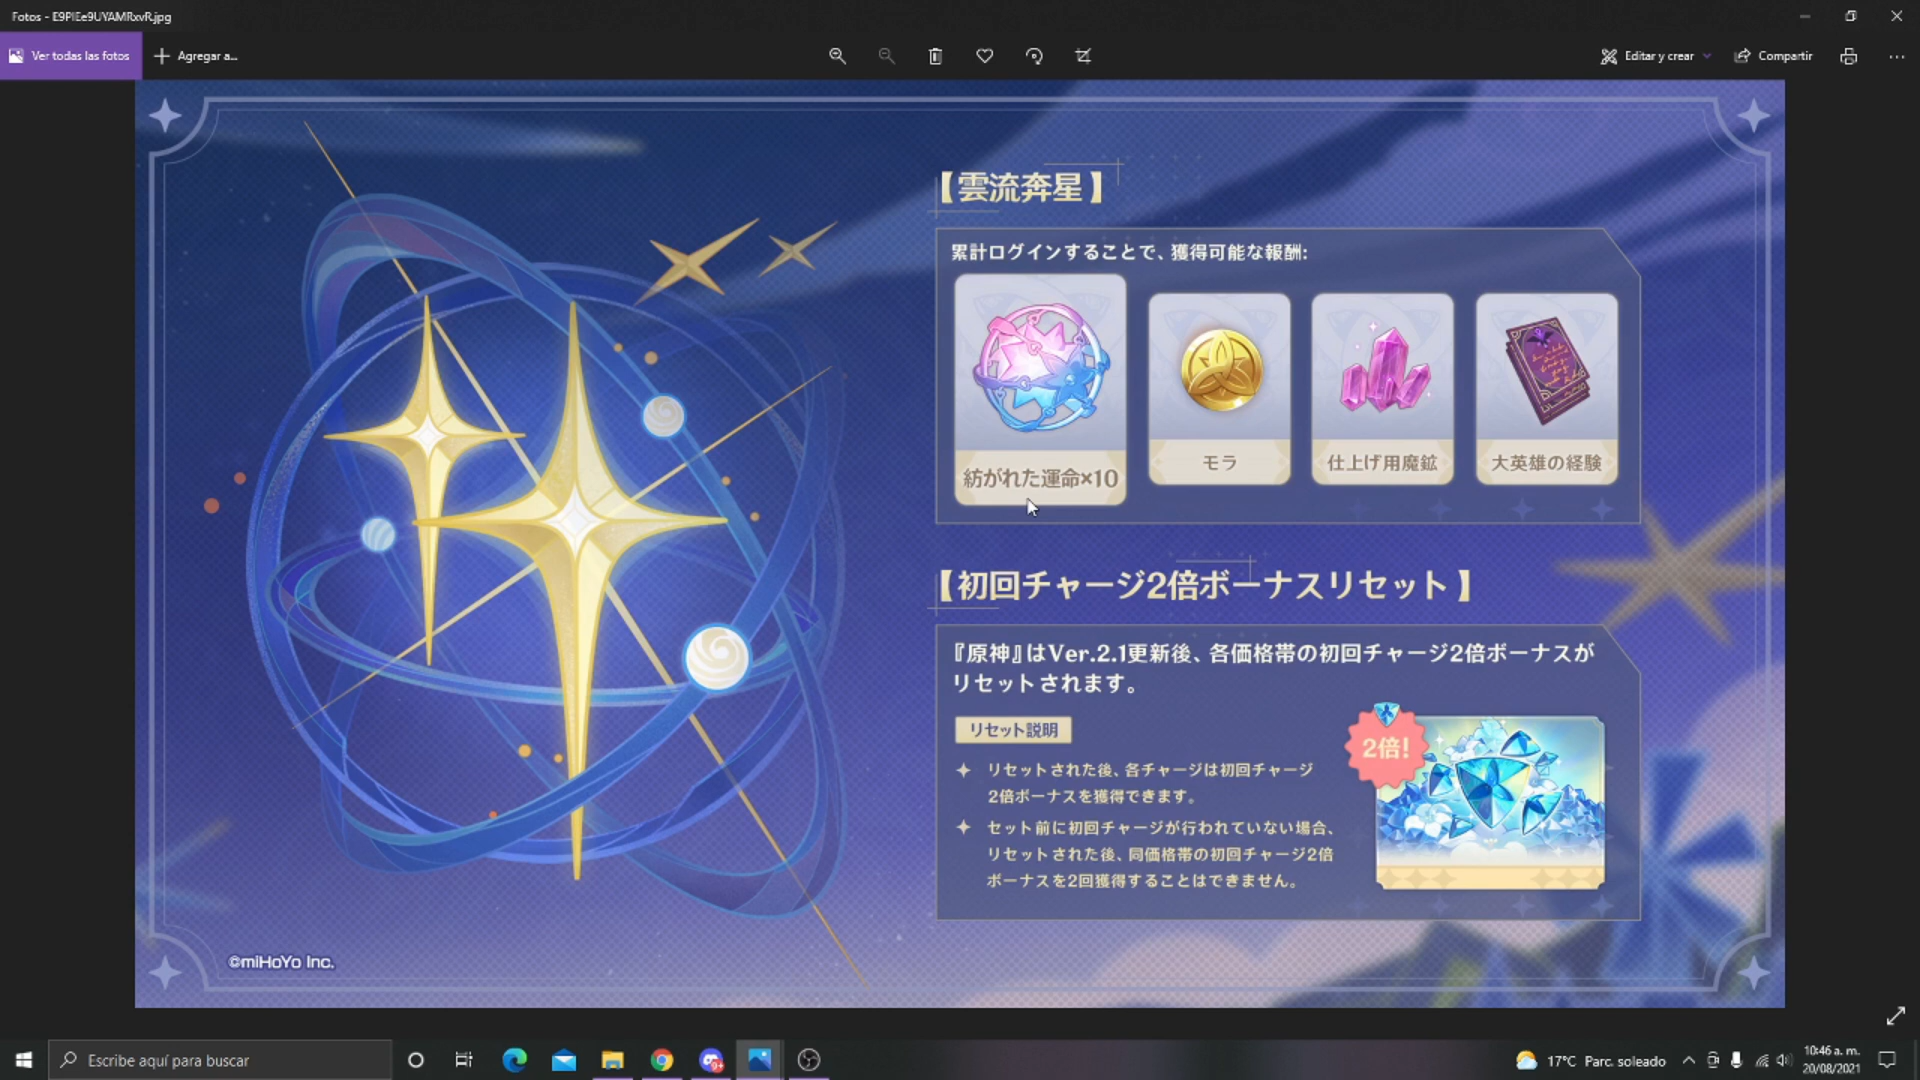 Fotos - E9PlEe9UYAMRxvR.jpg
Ver todas las fotos
Agregar a...
Editar y crear
Compartir
【雲流奔星】
累計ログインすることで、獲得可能な報酬:
紡がれた運命×10
モラ
仕上げ用魔鉱
大英雄の経験
【初回チャージ2倍ボーナスリセット】
『原神』はVer.2.1更新後、各価格帯の初回チャージ2倍ボーナスが
リセットされます。
リセット説明
リセットされた後、各チャージは初回チャージ
2倍ボーナスを獲得できます。
セット前に初回チャージが行われていない場合、
リセットされた後、同価格帯の初回チャージ2倍
ボーナスを2回獲得することはできません。
2倍!
©miHoYo Inc.
Escribe aquí para buscar
17°C Parc. soleado
10:46 a. m.
20/08/2021